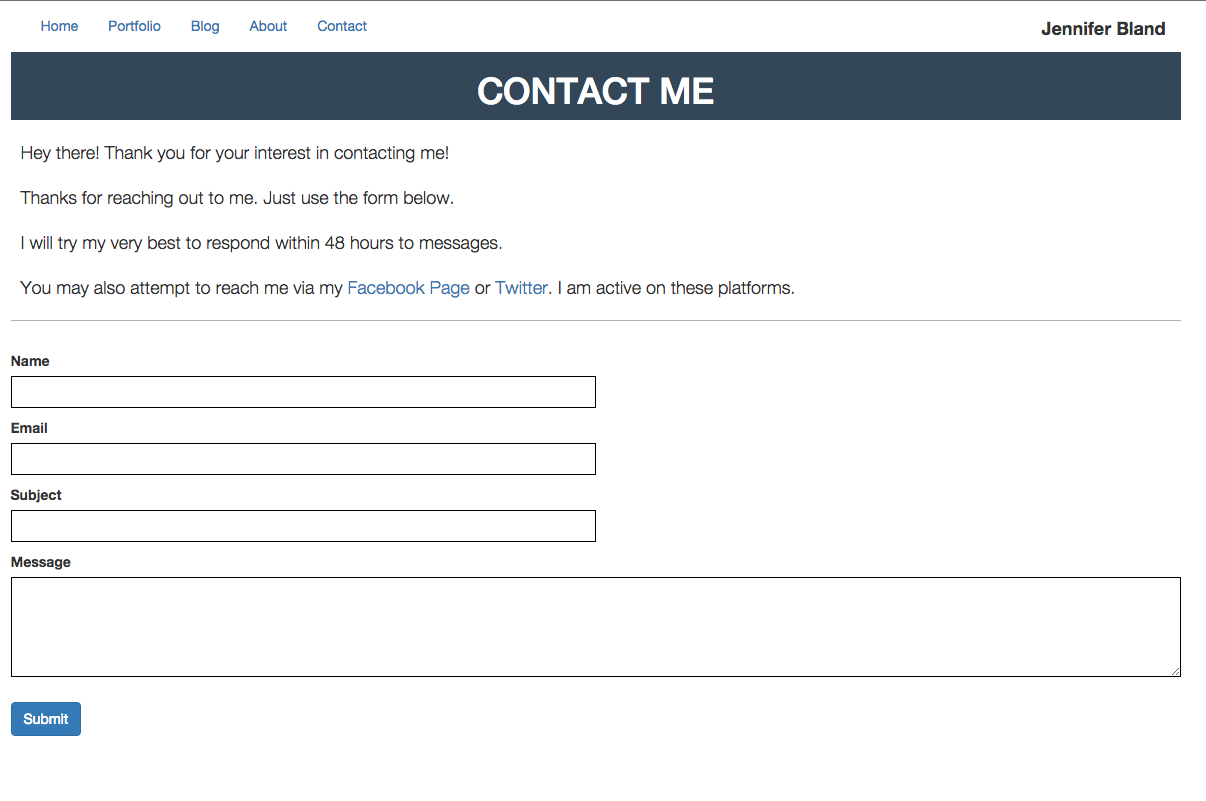 Home Portfolio Blog About Contact Jennifer Bland
CONTACT ME
Hey there! Thank you for your interest in contacting me!
Thanks for reaching out to me. Just use the form below.
I will try my very best to respond within 48 hours to messages.
You may also attempt to reach me via my Facebook Page or Twitter. I am active on these platforms.
Name
Email
Subject
Message
Submit